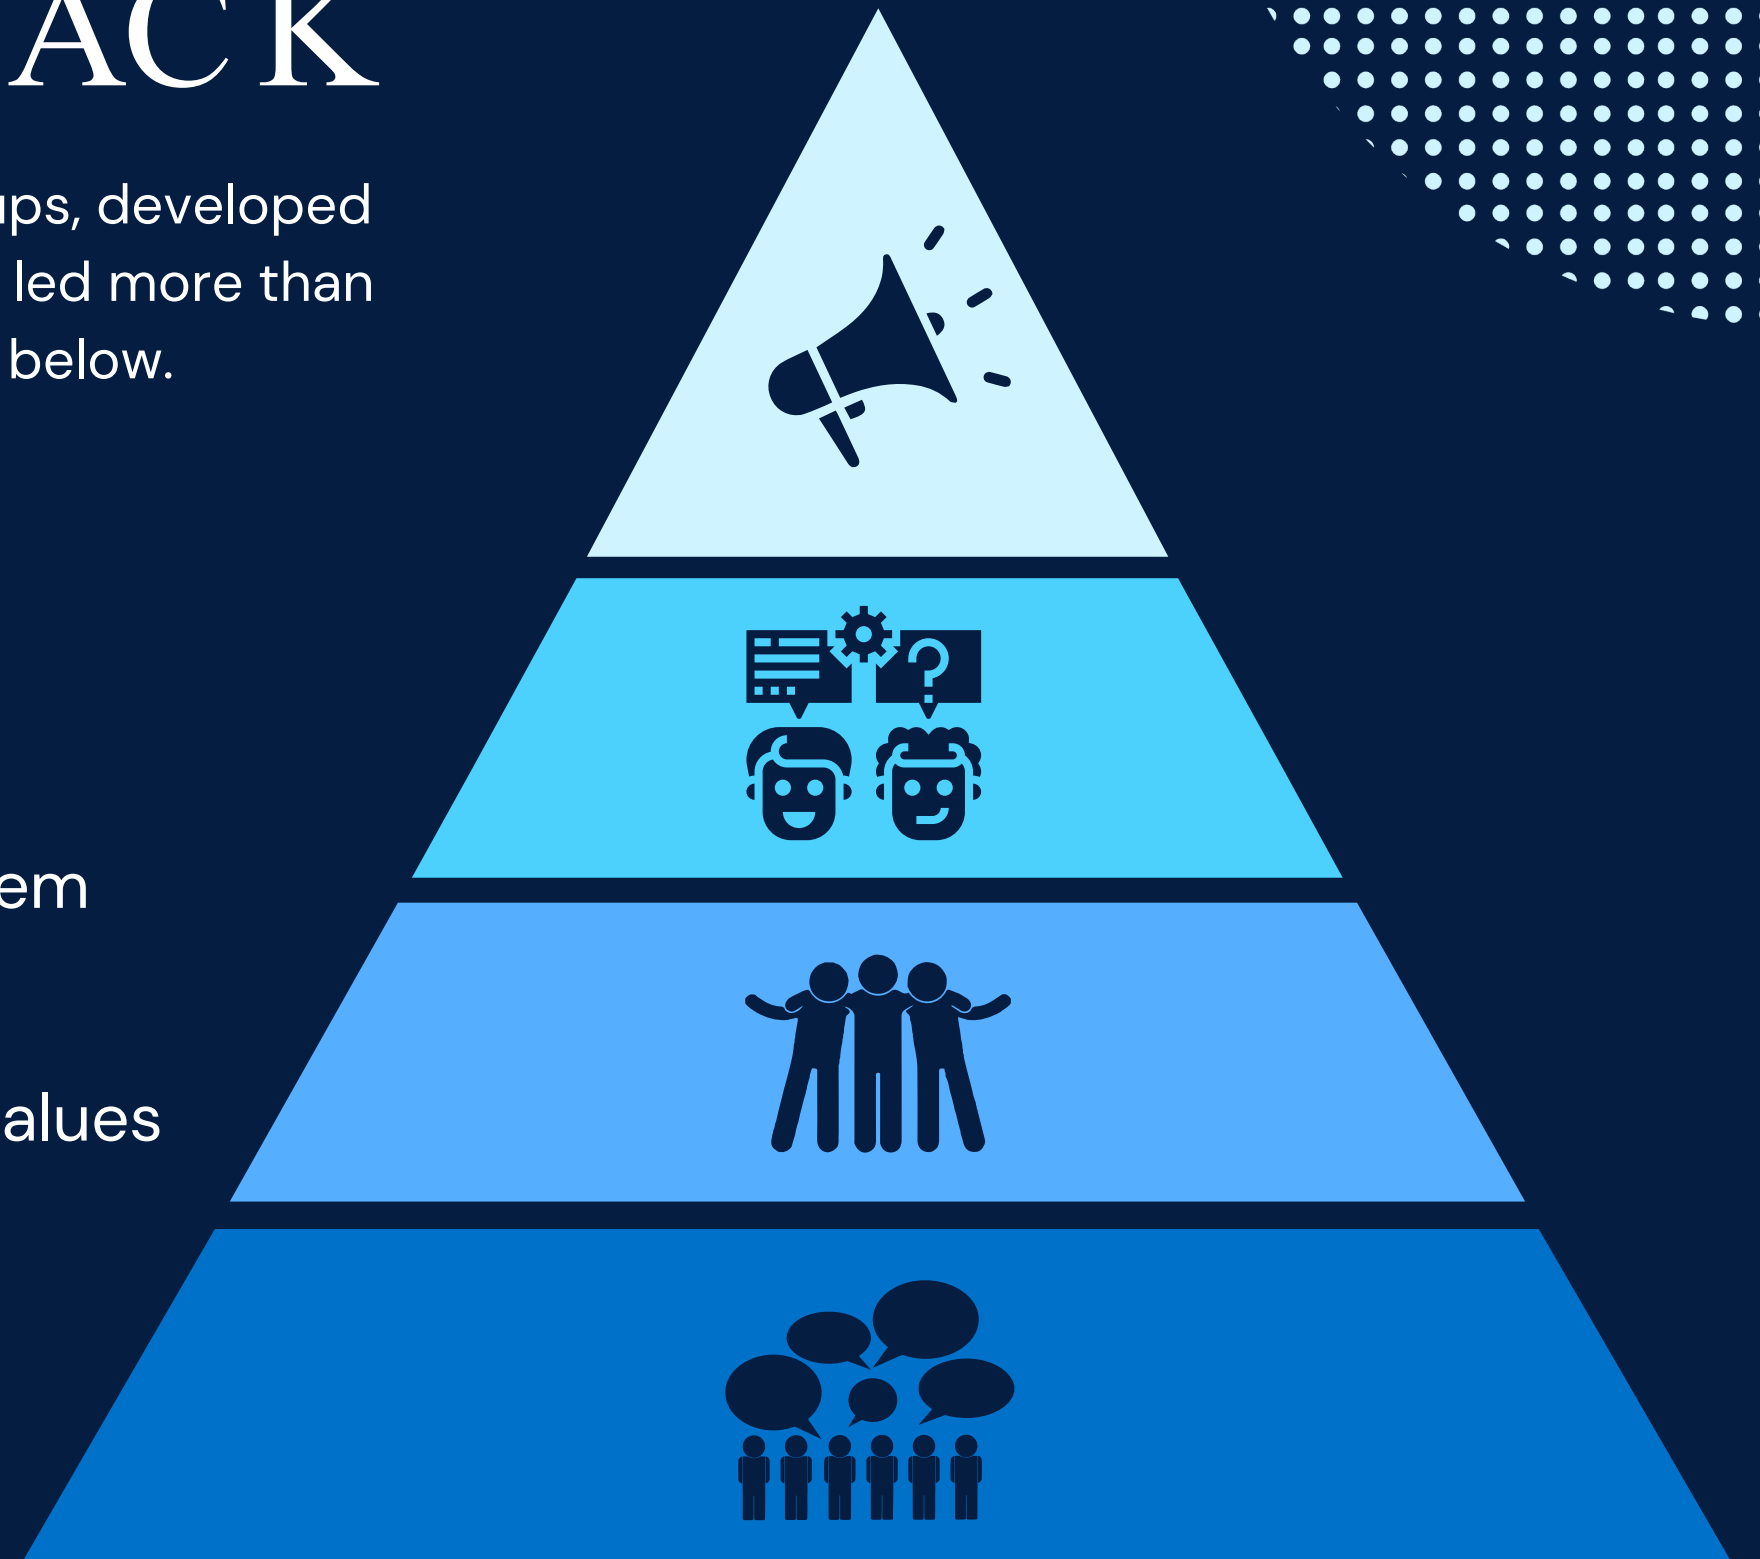 ACK
ups, developed
led more than
below.
?
em
alues